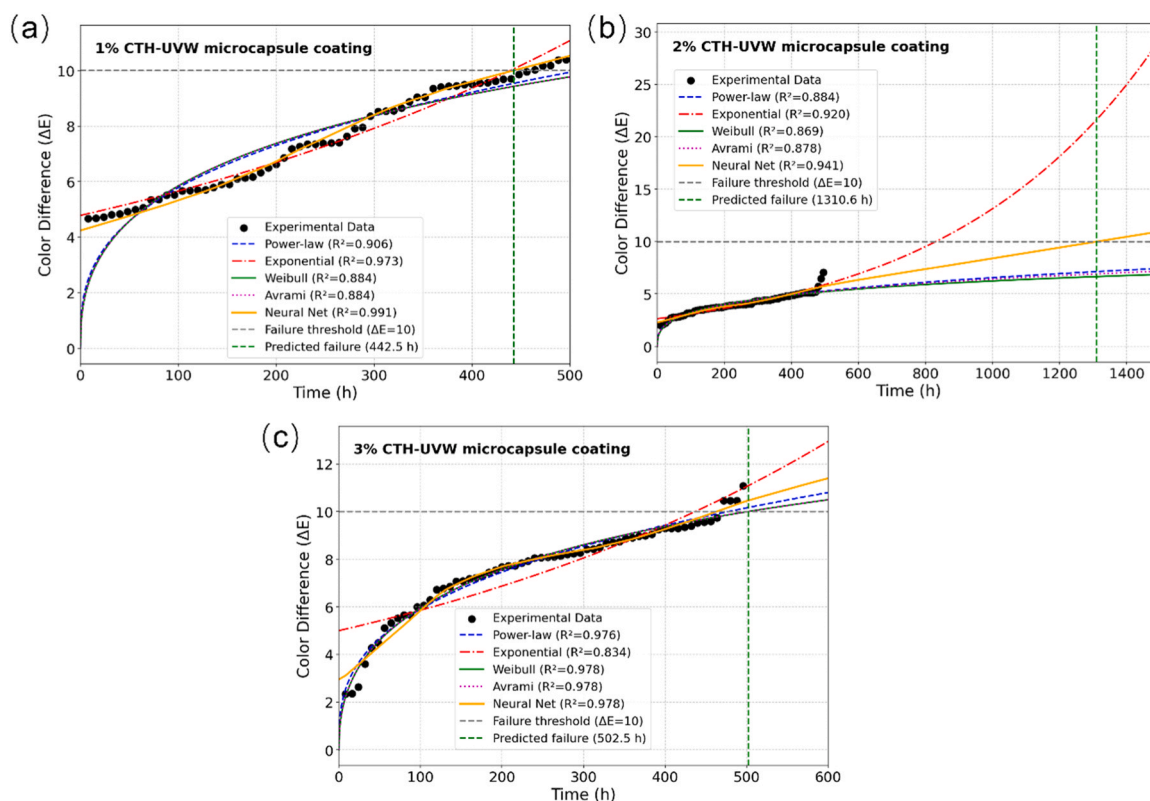 (a)
1% CTH-UVW microcapsule coating
Color Difference (ΔE)
10
8
6
4
2
0
Experimental Data
Power-law (R²=0.906)
Exponential (R²=0.973)
Weibull (R²=0.884)
Avrami (R²=0.884)
Neural Net (R²=0.991)
Failure threshold (ΔE=10)
Predicted failure (442.5 h)
0 100 200 300 400 500
Time (h)
(b)
2% CTH-UVW microcapsule coating
Color Difference (ΔE)
30
25
20
15
10
5
0
Experimental Data
Power-law (R²=0.884)
Exponential (R²=0.920)
Weibull (R²=0.869)
Avrami (R²=0.878)
Neural Net (R²=0.941)
Failure threshold (ΔE=10)
Predicted failure (1310.6 h)
0 200 400 600 800 1000 1200 1400
Time (h)
(c)
3% CTH-UVW microcapsule coating
Color Difference (ΔE)
12
10
8
6
4
2
0
Experimental Data
Power-law (R²=0.976)
Exponential (R²=0.834)
Weibull (R²=0.978)
Avrami (R²=0.978)
Neural Net (R²=0.978)
Failure threshold (ΔE=10)
Predicted failure (502.5 h)
0 100 200 300 400 500 600
Time (h)